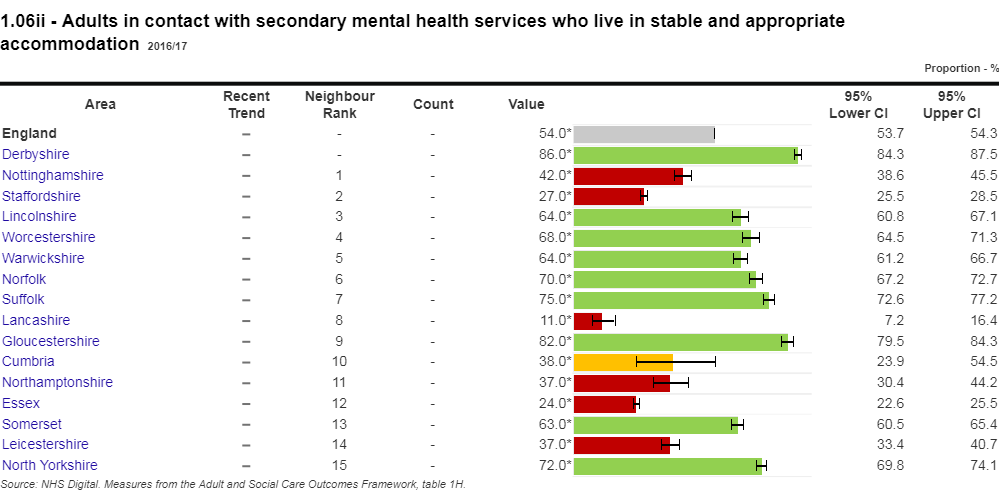 1.06ii - Adults in contact with secondary mental health services who live in stable and appropriate
accommodation 2016/17
Proportion - %
Area Recent Trend Neighbour Rank Count Value 95% Lower CI 95% Upper CI
England – - - 54.0* 53.7 54.3
Derbyshire – - - 86.0* 84.3 87.5
Nottinghamshire – 1 - 42.0* 38.6 45.5
Staffordshire – 2 - 27.0* 25.5 28.5
Lincolnshire – 3 - 64.0* 60.8 67.1
Worcestershire – 4 - 68.0* 64.5 71.3
Warwickshire – 5 - 64.0* 61.2 66.7
Norfolk – 6 - 70.0* 67.2 72.7
Suffolk – 7 - 75.0* 72.6 77.2
Lancashire – 8 - 11.0* 7.2 16.4
Gloucestershire – 9 - 82.0* 79.5 84.3
Cumbria – 10 - 38.0* 23.9 54.5
Northamptonshire – 11 - 37.0* 30.4 44.2
Essex – 12 - 24.0* 22.6 25.5
Somerset – 13 - 63.0* 60.5 65.4
Leicestershire – 14 - 37.0* 33.4 40.7
North Yorkshire – 15 - 72.0* 69.8 74.1
Source: NHS Digital. Measures from the Adult and Social Care Outcomes Framework, table 1H.